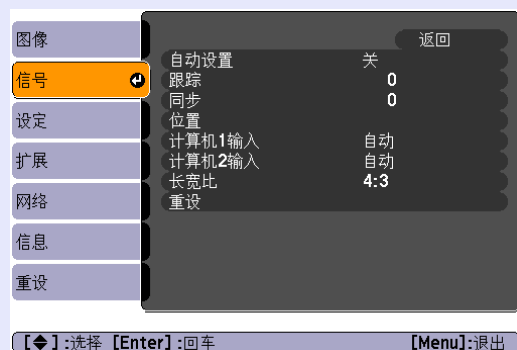 图像
信号
设定
扩展
网络
信息
重设
返回
自动设置 关
跟踪 0
同步 0
位置
计算机1输入 自动
计算机2输入 自动
长宽比 4:3
重设
[◆]:选择 [Enter]:回车 [Menu]:退出